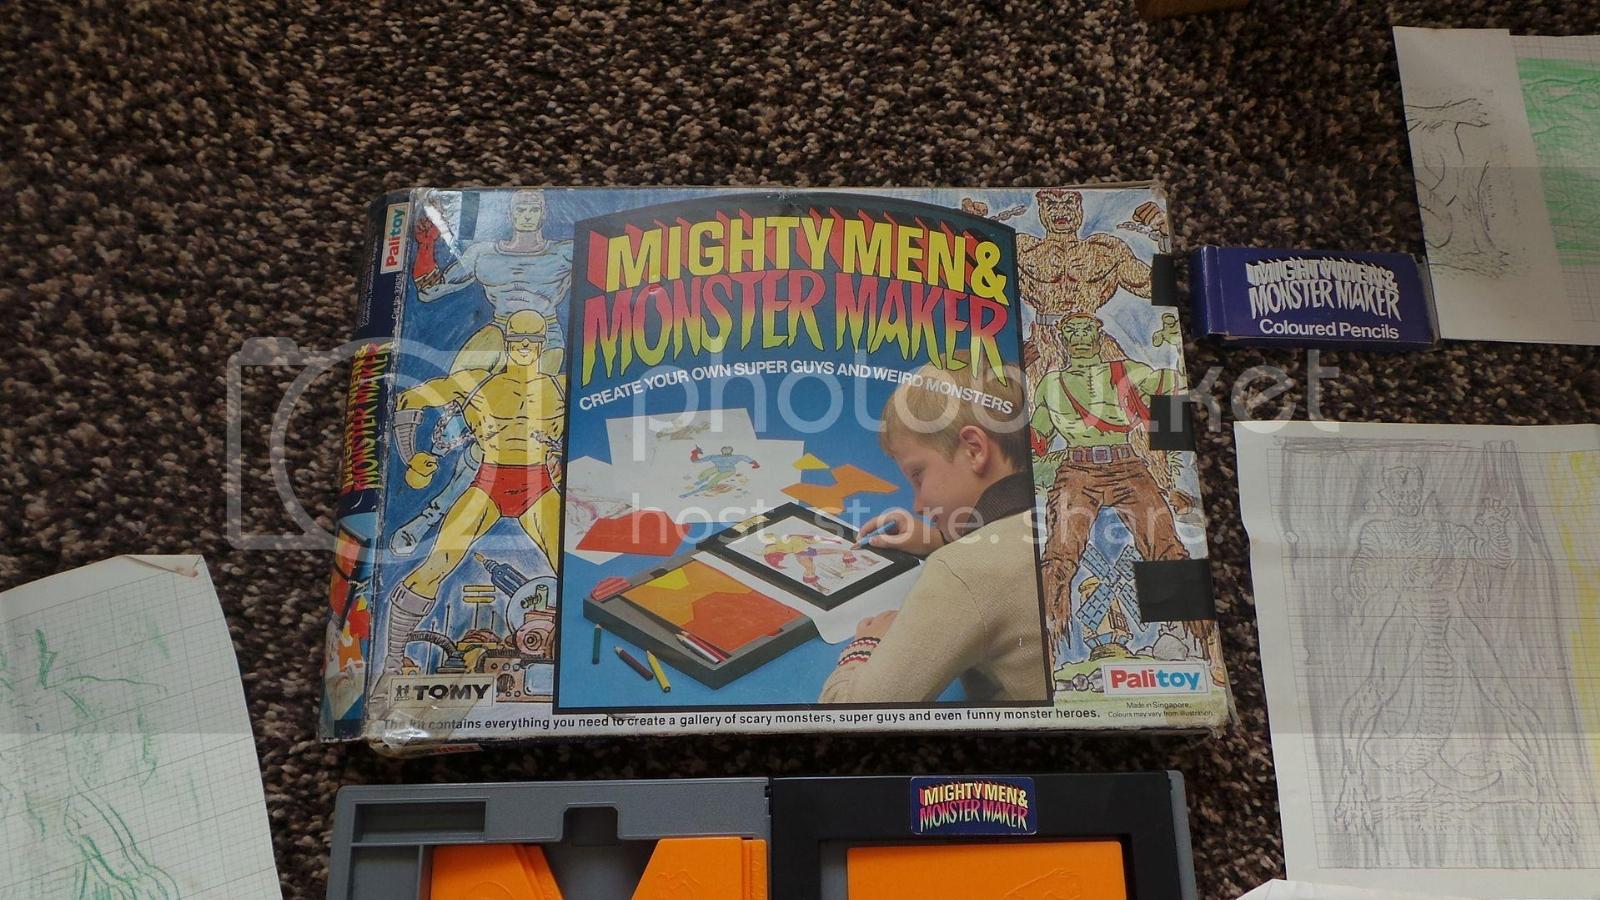 Palitoy
MIGHTY MEN &
MONSTER MAKER
MIGHTY MEN &
MONSTER MAKER
CREATE YOUR OWN SUPER GUYS AND WEIRD MONSTERS
TOMY
Palitoy
Made in Singapore.
Colours may vary from illustration.
The kit contains everything you need to create a gallery of scary monsters, super guys and even funny monster heroes.
MIGHTY MEN &
MONSTER MAKER
Coloured Pencils
MIGHTY MEN &
MONSTER MAKER
photobucket
host. store. share.